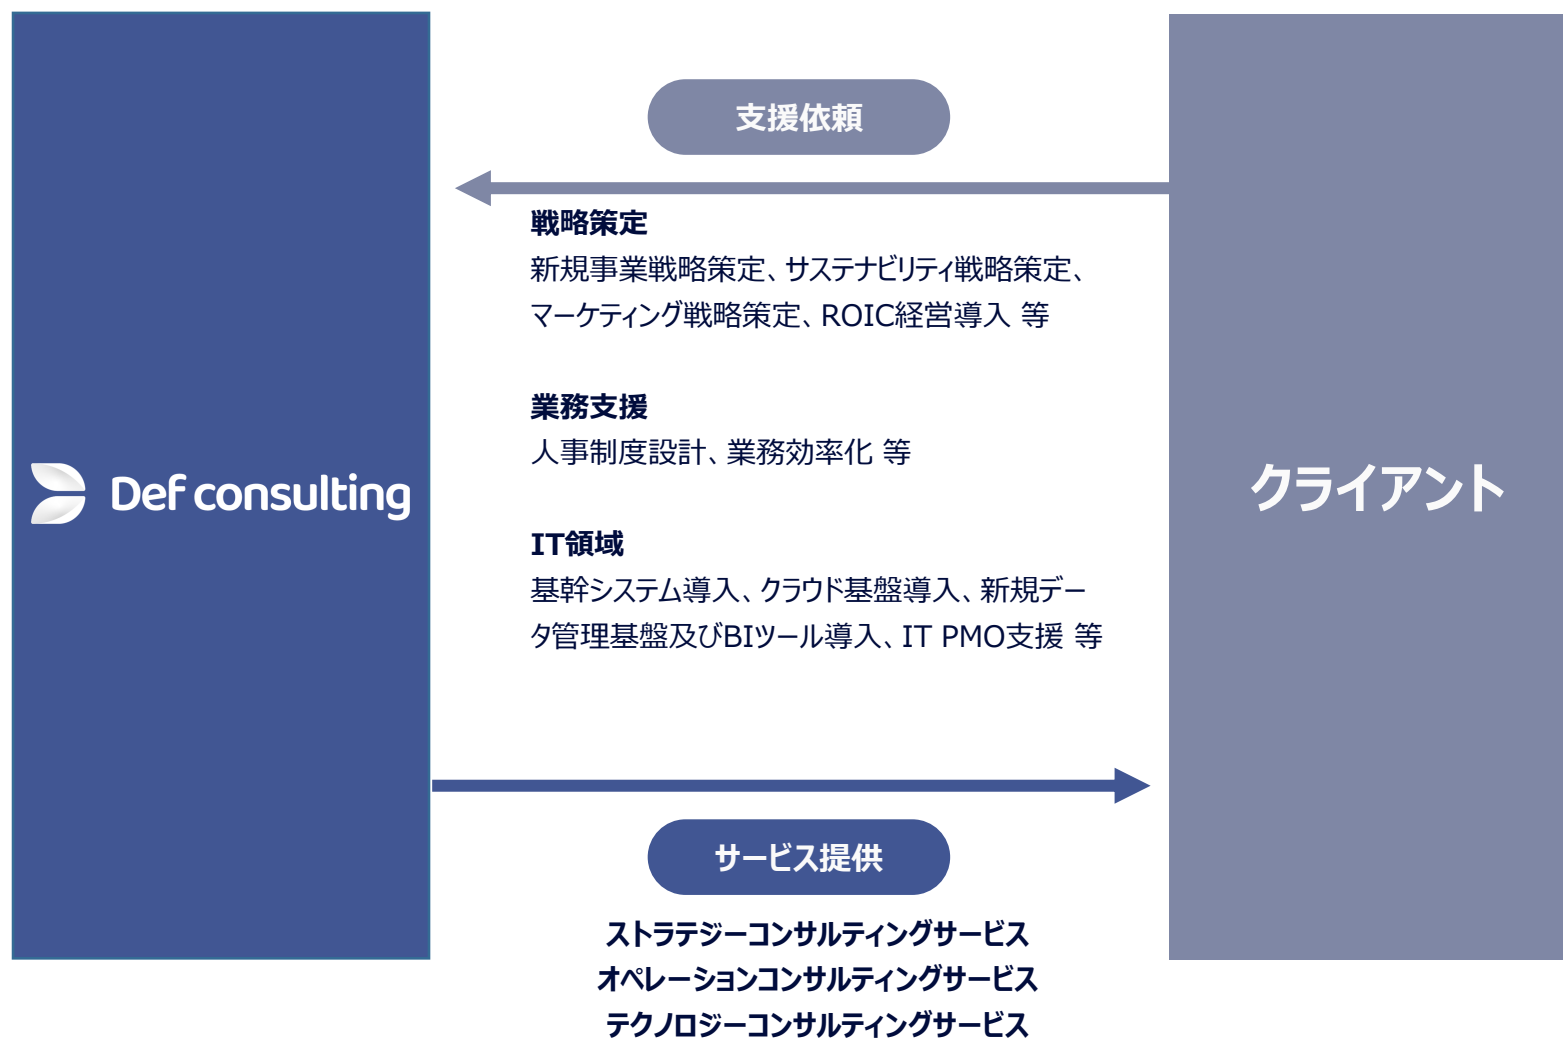 支援依頼
戦略策定
新規事業戦略策定、サステナビリティ戦略策定、
マーケティング戦略策定、ROIC経営導入 等
業務支援
人事制度設計、業務効率化 等
Def consulting
クライアント
IT領域
基幹システム導入、クラウド基盤導入、新規デー
タ管理基盤及びBIツール導入、IT PMO支援 等
サービス提供
ストラテジーコンサルティングサービス
オペレーションコンサルティングサービス
テクノロジーコンサルティングサービス